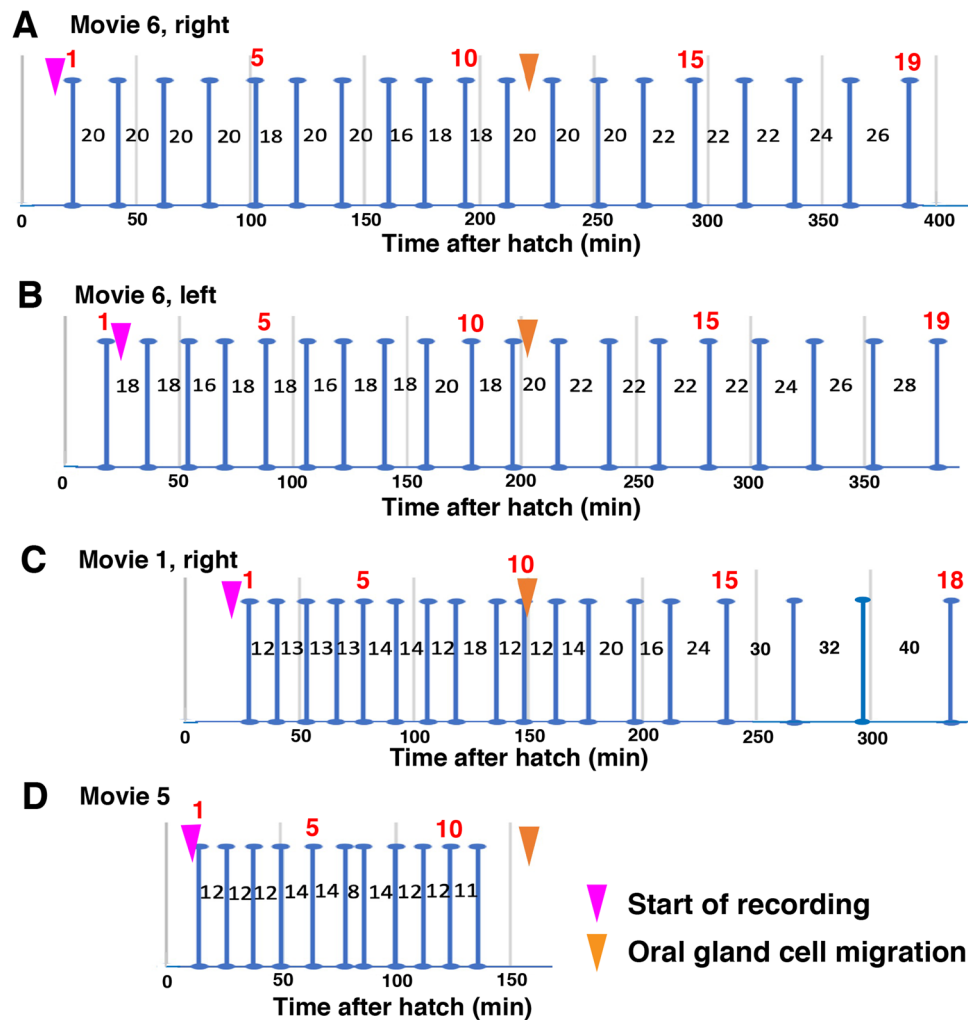 A Movie 6, right
1 5 10 15 19
20 20 20 20 18 20 20 16 18 18 20 20 20 22 22 22 24 26
0 50 100 150 200 250 300 350 400
Time after hatch (min)
B Movie 6, left
1 5 10 15 19
18 18 16 18 18 16 18 18 20 18 20 22 22 22 22 24 26 28
0 50 100 150 200 250 300 350
Time after hatch (min)
C Movie 1, right
1 5 10 15 18
12 13 13 13 14 14 12 18 12 12 14 20 16 24 30 32 40
0 50 100 150 200 250 300
Time after hatch (min)
D Movie 5
1 5 10
12 12 12 14 14 8 14 12 12 11
0 50 100 150
Time after hatch (min)
Start of recording
Oral gland cell migration